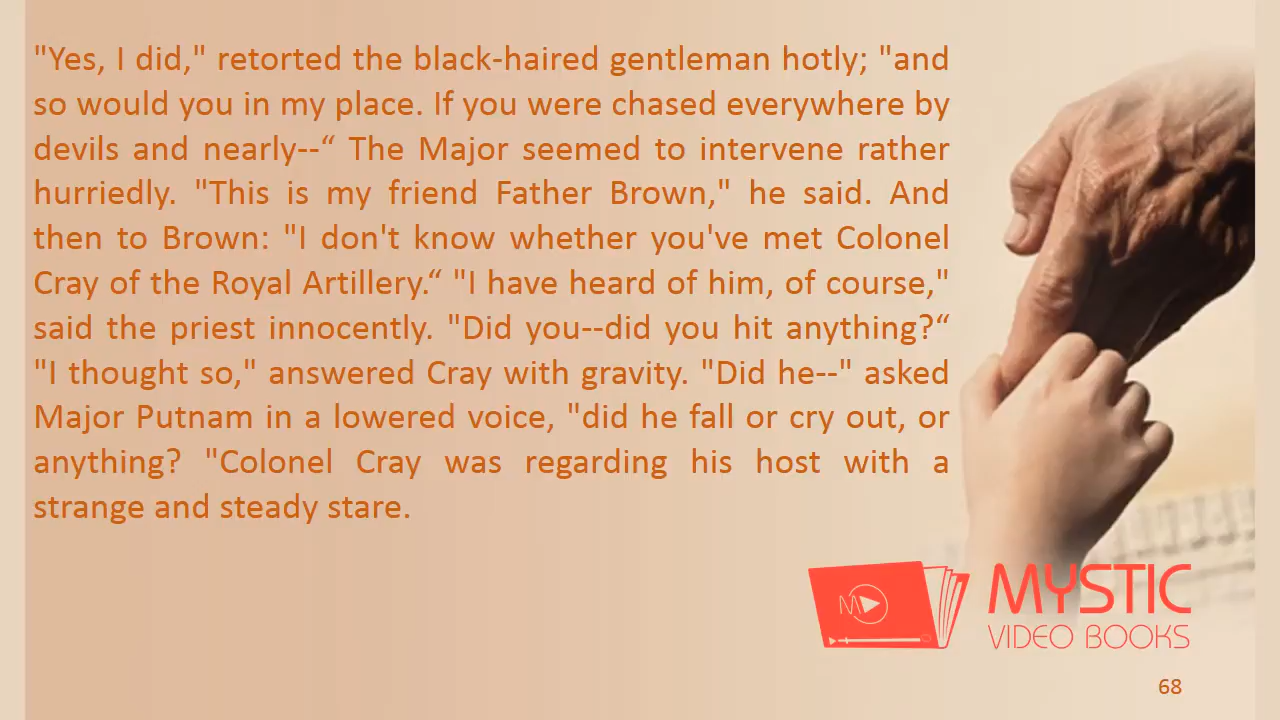 "Yes, I did," retorted the black-haired gentleman hotly; "and
so would you in my place. If you were chased everywhere by
devils and nearly--“ The Major seemed to intervene rather
hurriedly. "This is my friend Father Brown," he said. And
then to Brown: "I don't know whether you've met Colonel
Cray of the Royal Artillery.“ "I have heard of him, of course,"
said the priest innocently. "Did you--did you hit anything?“
"I thought so," answered Cray with gravity. "Did he--" asked
Major Putnam in a lowered voice, "did he fall or cry out, or
anything? "Colonel Cray was regarding his host with a
strange and steady stare.
MYSTIC
VIDEO BOOKS
68